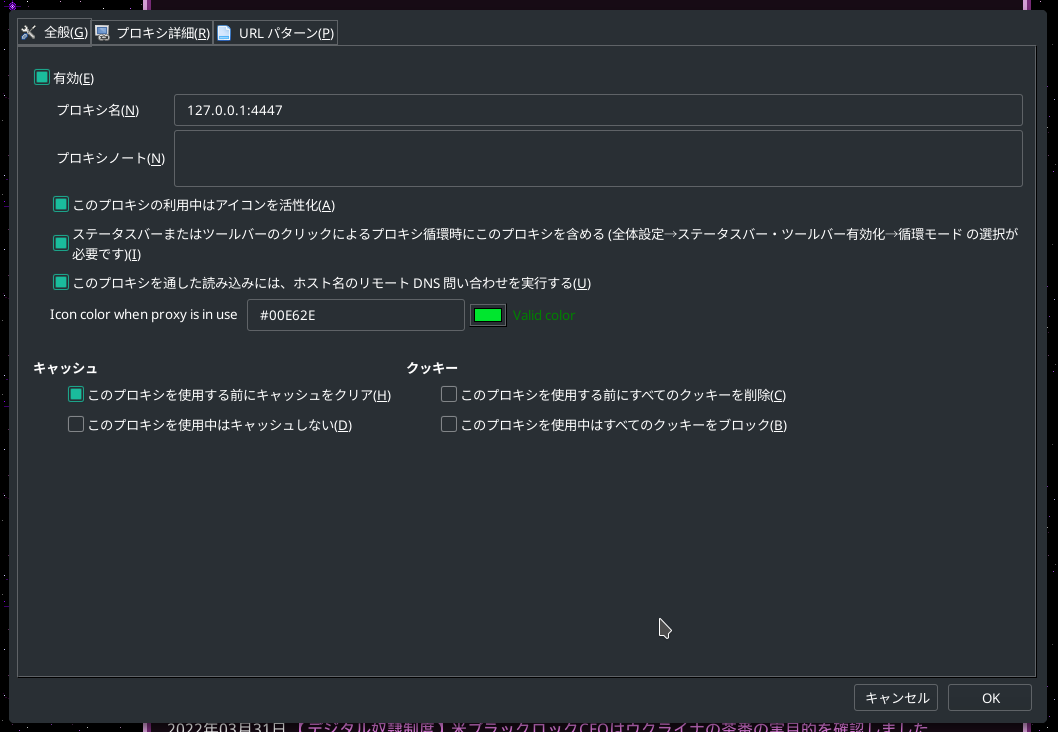 全般(G) プロキシ詳細(R) URL パターン(P)
有効(E)
プロキシ名(N) 127.0.0.1:4447
プロキシノート(N)
このプロキシの利用中はアイコンを活性化(A)
ステータスバーまたはツールバーのクリックによるプロキシ循環時にこのプロキシを含める (全体設定→ステータスバー・ツールバー有効化→循環モード の選択が
必要です)(I)
このプロキシを通した読み込みには、ホスト名のリモート DNS 問い合わせを実行する(U)
Icon color when proxy is in use #00E62E Valid color
キャッシュ クッキー
このプロキシを使用する前にキャッシュをクリア(H) このプロキシを使用する前にすべてのクッキーを削除(C)
このプロキシを使用中はキャッシュしない(D) このプロキシを使用中はすべてのクッキーをブロック(B)
キャンセル OK
2022年03月31日 【デジタル奴隷制度】米ブラックロックCEOはウクライナの茶番の実目的を確認しました